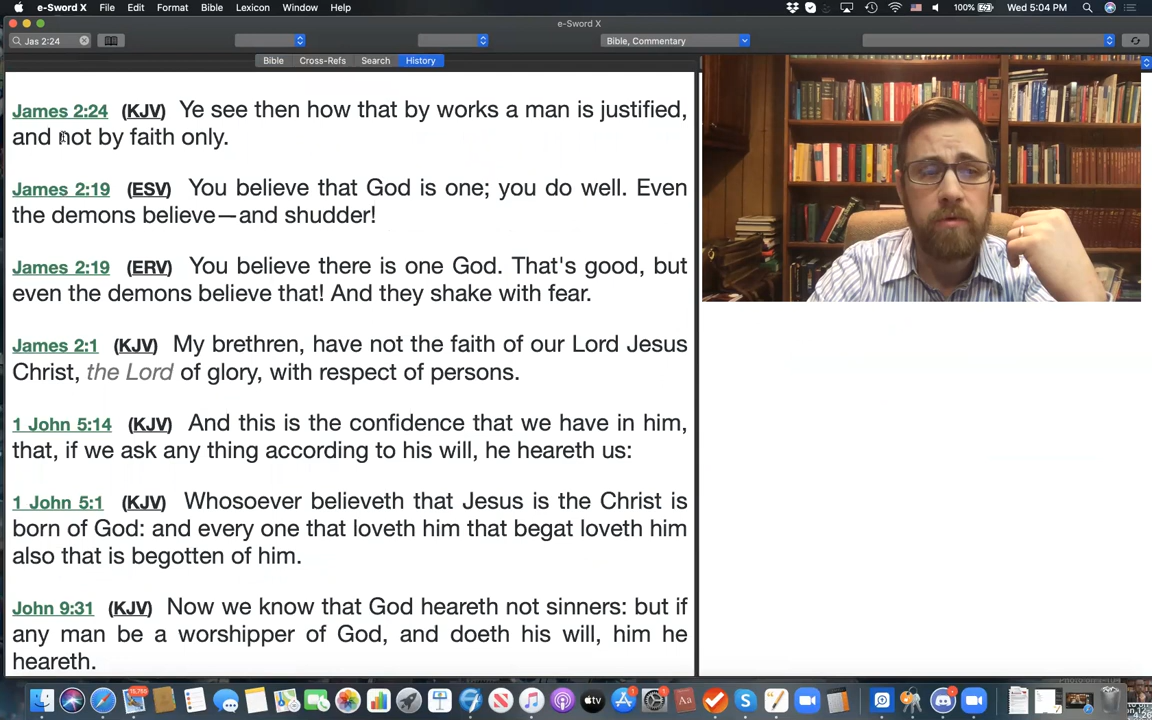 e-Sword X File Edit Format Bible Lexicon Window Help 100% Wed 5:04 PM
e-Sword X
Jas 2:24 Bible, Commentary
Bible Cross-Refs Search History
James 2:24 (KJV) Ye see then how that by works a man is justified,
and not by faith only.
James 2:19 (ESV) You believe that God is one; you do well. Even
the demons believe—and shudder!
James 2:19 (ERV) You believe there is one God. That's good, but
even the demons believe that! And they shake with fear.
James 2:1 (KJV) My brethren, have not the faith of our Lord Jesus
Christ, the Lord of glory, with respect of persons.
1 John 5:14 (KJV) And this is the confidence that we have in him,
that, if we ask any thing according to his will, he heareth us:
1 John 5:1 (KJV) Whosoever believeth that Jesus is the Christ is
born of God: and every one that loveth him that begat loveth him
also that is begotten of him.
John 9:31 (KJV) Now we know that God heareth not sinners: but if
any man be a worshipper of God, and doeth his will, him he
heareth.